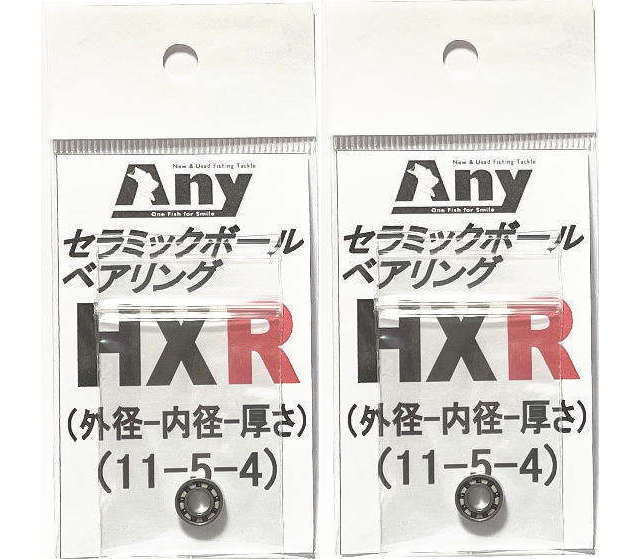 New & Used Fishing Tackle
Any
One Fish for Smile
セラミックボール
ベアリング
HXR
(外径-内径-厚さ)
(11-5-4)
New & Used Fishing Tackle
Any
One Fish for Smile
セラミックボール
ベアリング
HXR
(外径-内径-厚さ)
(11-5-4)